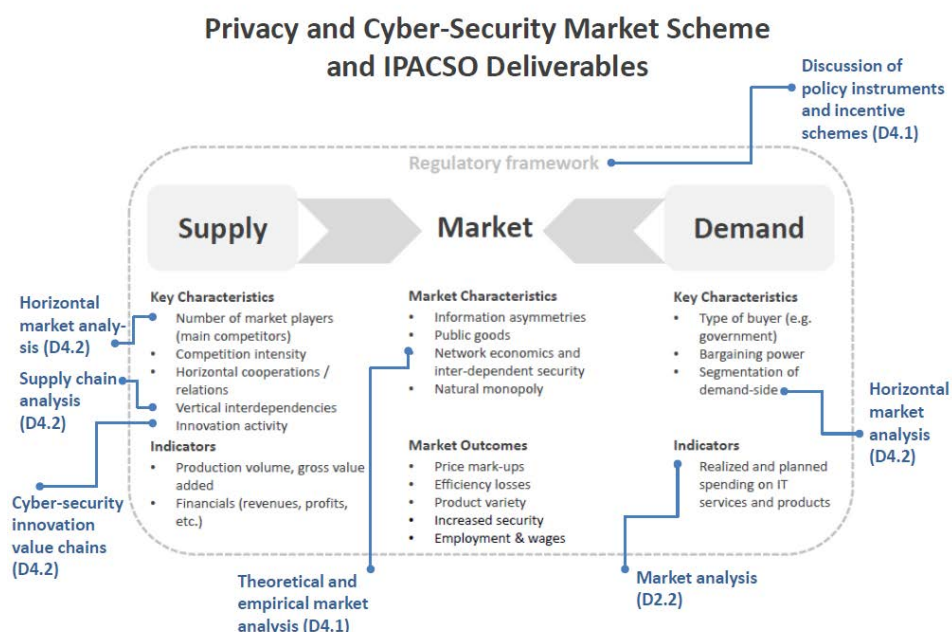 Privacy and Cyber-Security Market Scheme
and IPACSO Deliverables
Discussion of
policy instruments
and incentive
schemes (D4.1)
Regulatory framework
Supply
Market
Demand
Horizontal
market analy-
sis (D4.2)
Supply chain
analysis
(D4.2)
Cyber-security
innovation
value chains
(D4.2)
Key Characteristics
• Number of market players
(main competitors)
• Competition intensity
• Horizontal cooperations /
relations
• Vertical interdependencies
• Innovation activity
Indicators
• Production volume, gross value
added
• Financials (revenues, profits,
etc.)
Market Characteristics
• Information asymmetries
• Public goods
• Network economics and
inter-dependent security
• Natural monopoly
Market Outcomes
• Price mark-ups
• Efficiency losses
• Product variety
• Increased security
• Employment & wages
Key Characteristics
• Type of buyer (e.g.
government)
• Bargaining power
• Segmentation of
demand-side
Indicators
• Realized and planned
spending on IT
services and products
Horizontal
market
analysis
(D4.2)
Theoretical and
empirical market
analysis (D4.1)
Market analysis
(D2.2)